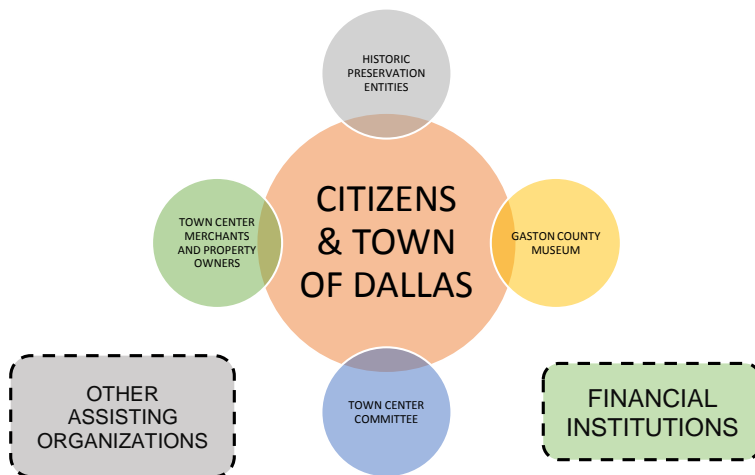 HISTORIC
PRESERVATION
ENTITIES
TOWN CENTER
MERCHANTS
AND PROPERTY
OWNERS
CITIZENS
& TOWN
OF DALLAS
GASTON COUNTY
MUSEUM
TOWN CENTER
COMMITTEE
OTHER
ASSISTING
ORGANIZATIONS
FINANCIAL
INSTITUTIONS